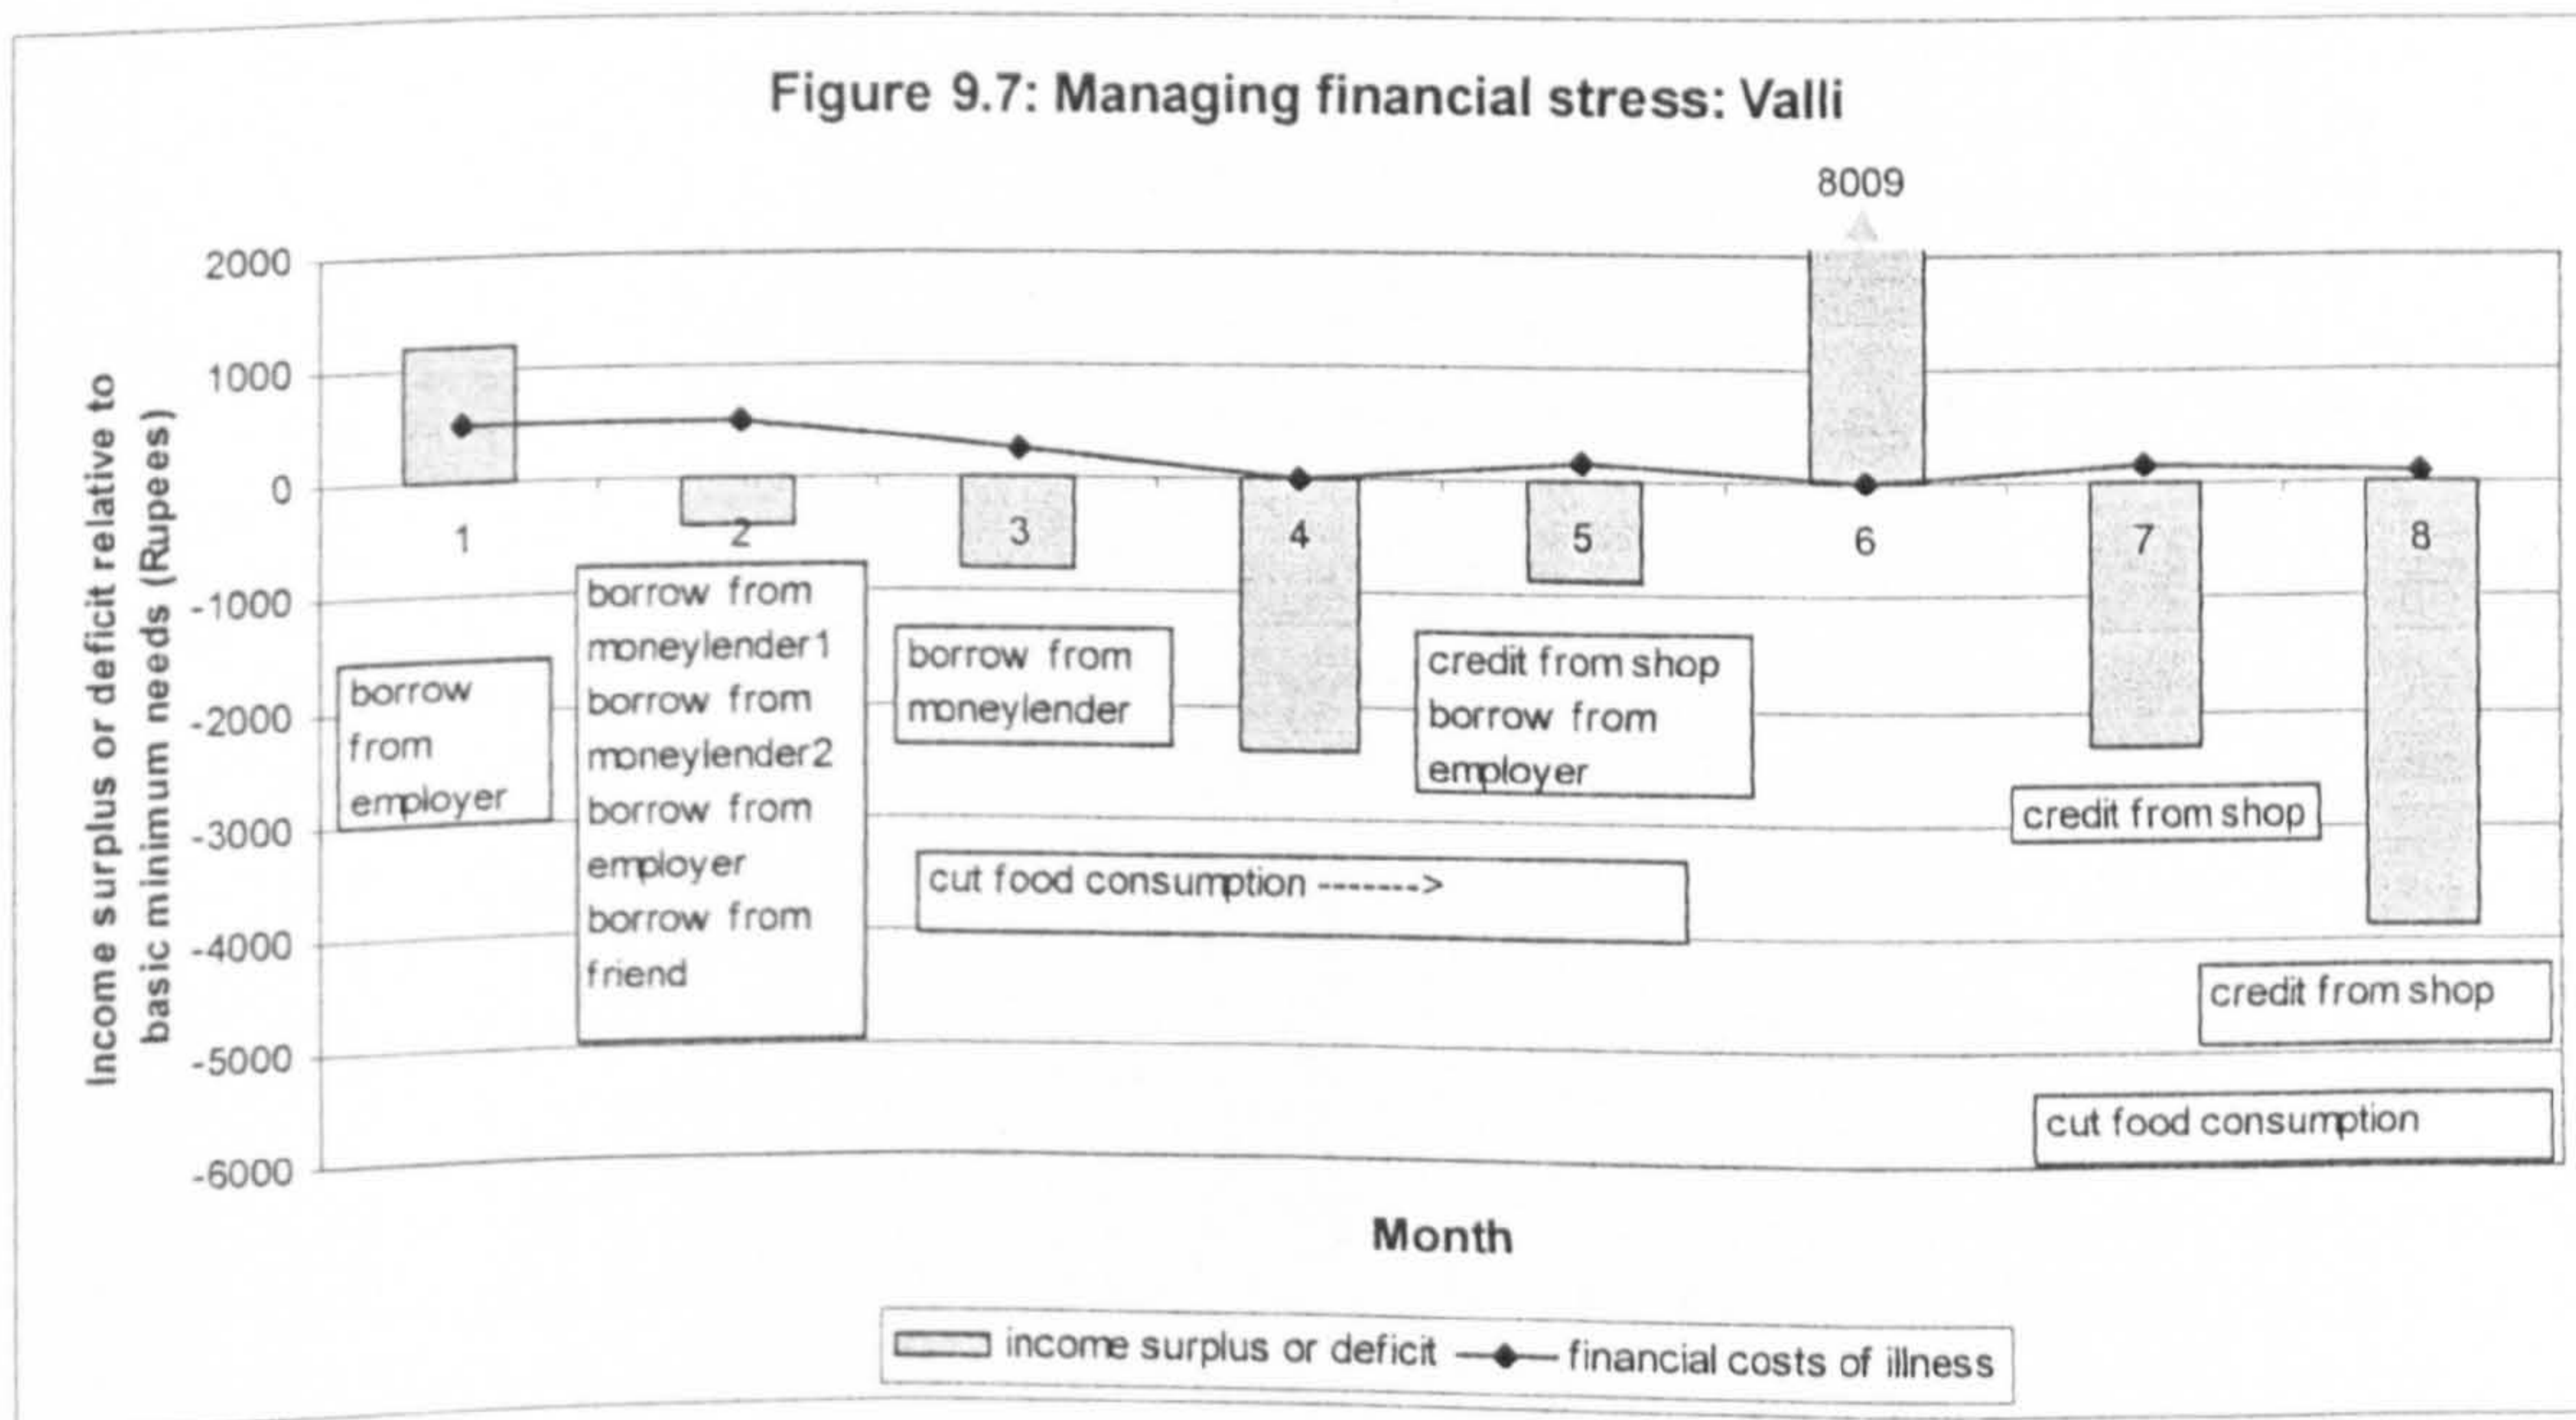 Figure 9.7: Managing financial stress: Valli
8009
Income surplus or deficit relative to
basic minimum needs (Rupees)
2000
1000
0
-1000
-2000
-3000
-4000
-5000
-6000
1
2
3
4
5
6
7
8
borrow
from
employer
borrow from
moneylender1
borrow from
moneylender2
borrow from
employer
borrow from
friend
borrow from
moneylender
credit from shop
borrow from
employer
cut food consumption ------->
credit from shop
credit from shop
cut food consumption
Month
income surplus or deficit
financial costs of illness